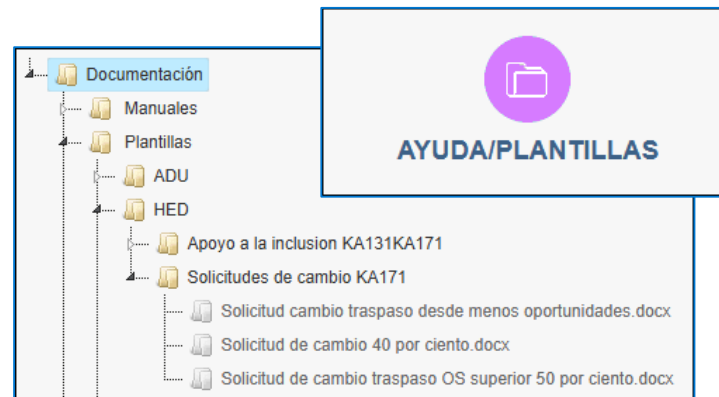 Documentación
Manuales
Plantillas
ADU
HED
Apoyo a la inclusion KA131KA171
Solicitudes de cambio KA171
Solicitud cambio traspaso desde menos oportunidades.docx
Solicitud de cambio 40 por ciento.docx
Solicitud de cambio traspaso OS superior 50 por ciento.docx
AYUDA/PLANTILLAS